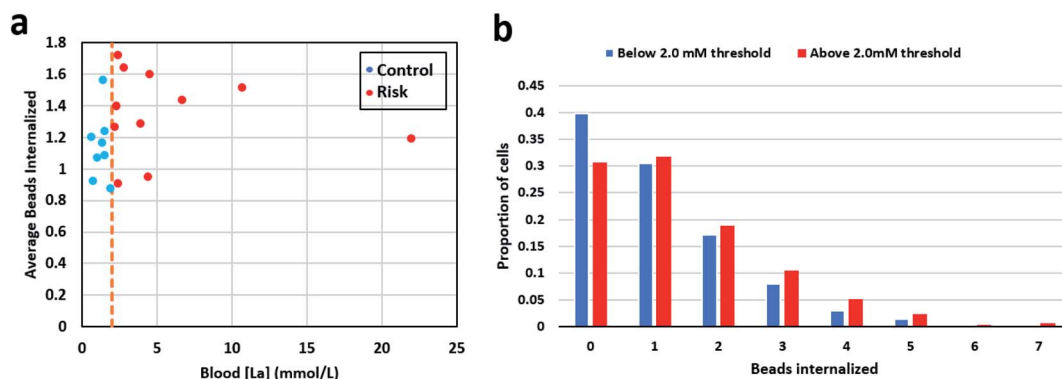 a
1.8
1.6
1.4
1.2
1
0.8
0.6
0.4
0.2
0
Average Beads Internalized
Control
Risk
0 5 10 15 20 25
Blood [La] (mmol/L)
b
Below 2.0 mM threshold Above 2.0mM threshold
0.45
0.4
0.35
0.3
0.25
0.2
0.15
0.1
0.05
0
Proportion of cells
0 1 2 3 4 5 6 7
Beads internalized